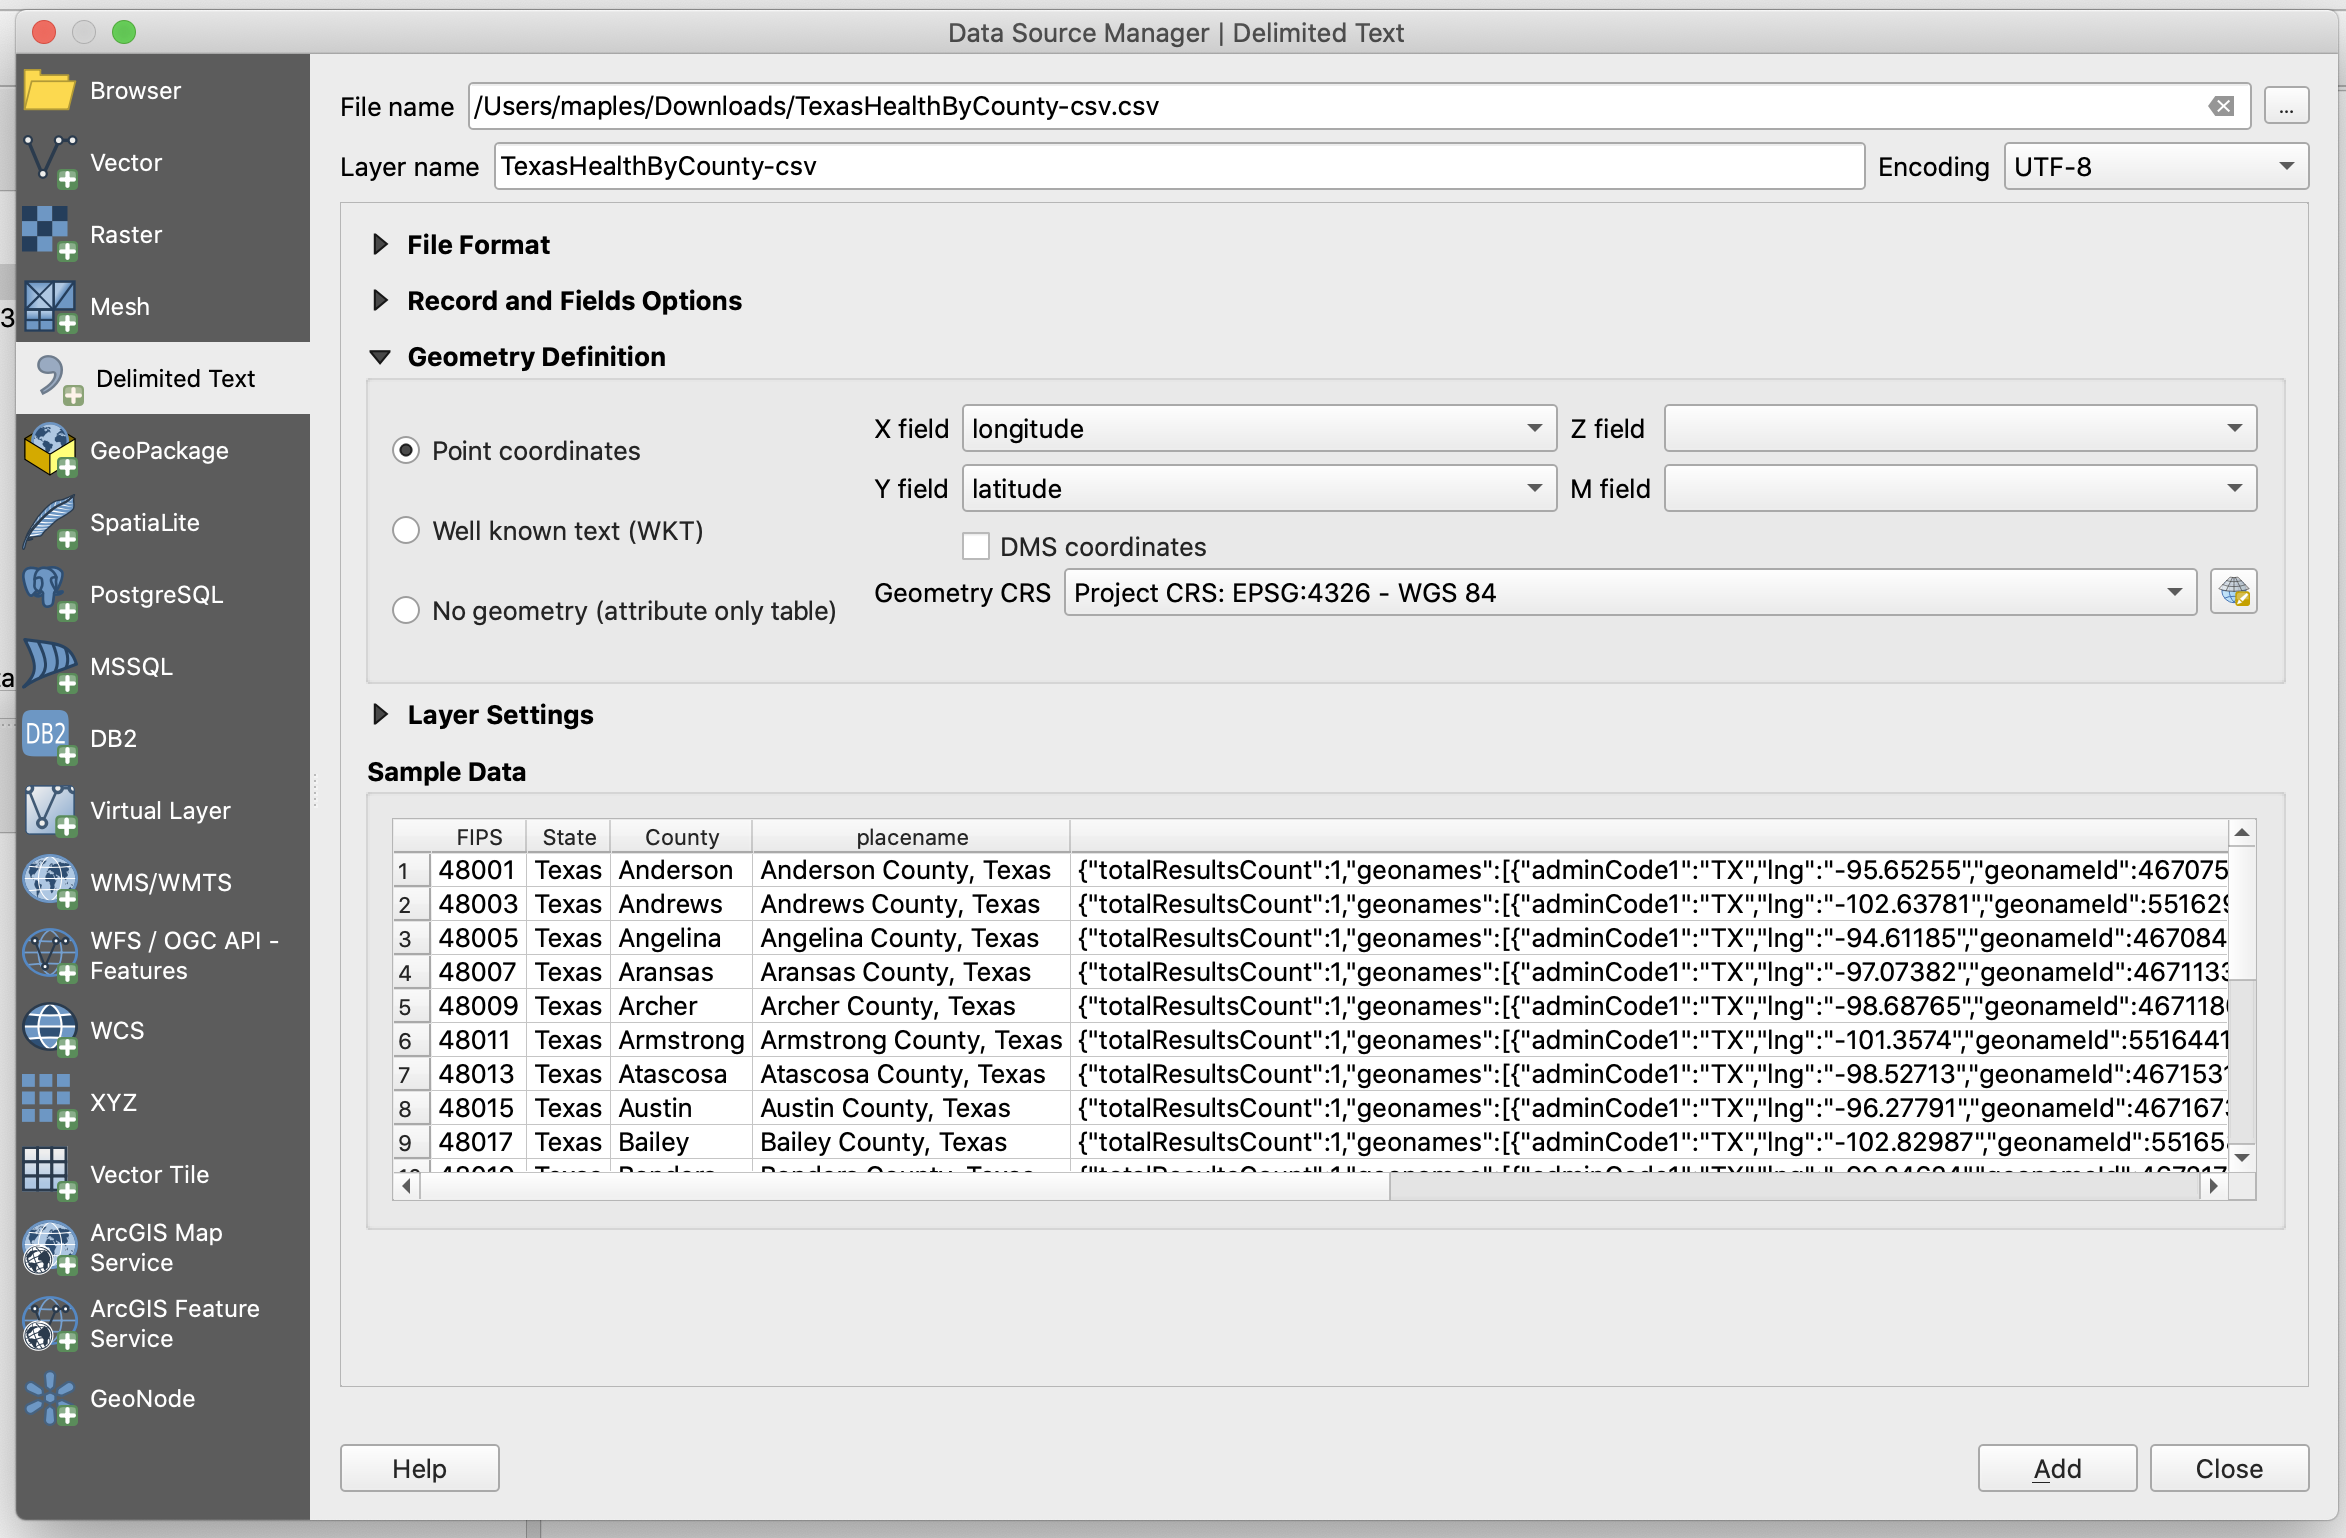 Data Source Manager | Delimited Text
Browser
Vector
Raster
Mesh
Delimited Text
GeoPackage
SpatiaLite
PostgreSQL
MSSQL
DB2
DB2
Virtual Layer
WMS/WMTS
WFS / OGC API -
Features
WCS
XYZ
Vector Tile
ArcGIS Map
Service
ArcGIS Feature
Service
GeoNode
File name /Users/maples/Downloads/TexasHealthByCounty-csv.csv ...
Layer name TexasHealthByCounty-csv Encoding UTF-8
File Format
Record and Fields Options
Geometry Definition
Point coordinates
Well known text (WKT)
No geometry (attribute only table)
X field longitude Z field
Y field latitude M field
DMS coordinates
Geometry CRS Project CRS: EPSG:4326 - WGS 84
Layer Settings
Sample Data
FIPS State County placename
1 48001 Texas Anderson Anderson County, Texas {"totalResultsCount":1,"geonames":[{"adminCode1":"TX","lng":"-95.65255","geonameId":467075
2 48003 Texas Andrews Andrews County, Texas {"totalResultsCount":1,"geonames":[{"adminCode1":"TX","lng":"-102.63781","geonameId":551629
3 48005 Texas Angelina Angelina County, Texas {"totalResultsCount":1,"geonames":[{"adminCode1":"TX","lng":"-94.61185","geonameId":467084
4 48007 Texas Aransas Aransas County, Texas {"totalResultsCount":1,"geonames":[{"adminCode1":"TX","lng":"-97.07382","geonameId":4671133
5 48009 Texas Archer Archer County, Texas {"totalResultsCount":1,"geonames":[{"adminCode1":"TX","lng":"-98.68765","geonameId":467118
6 48011 Texas Armstrong Armstrong County, Texas {"totalResultsCount":1,"geonames":[{"adminCode1":"TX","lng":"-101.3574","geonameId":5516441
7 48013 Texas Atascosa Atascosa County, Texas {"totalResultsCount":1,"geonames":[{"adminCode1":"TX","lng":"-98.52713","geonameId":467153
8 48015 Texas Austin Austin County, Texas {"totalResultsCount":1,"geonames":[{"adminCode1":"TX","lng":"-96.27791","geonameId":467167
9 48017 Texas Bailey Bailey County, Texas {"totalResultsCount":1,"geonames":[{"adminCode1":"TX","lng":"-102.82987","geonameId":55165
Help
Add
Close